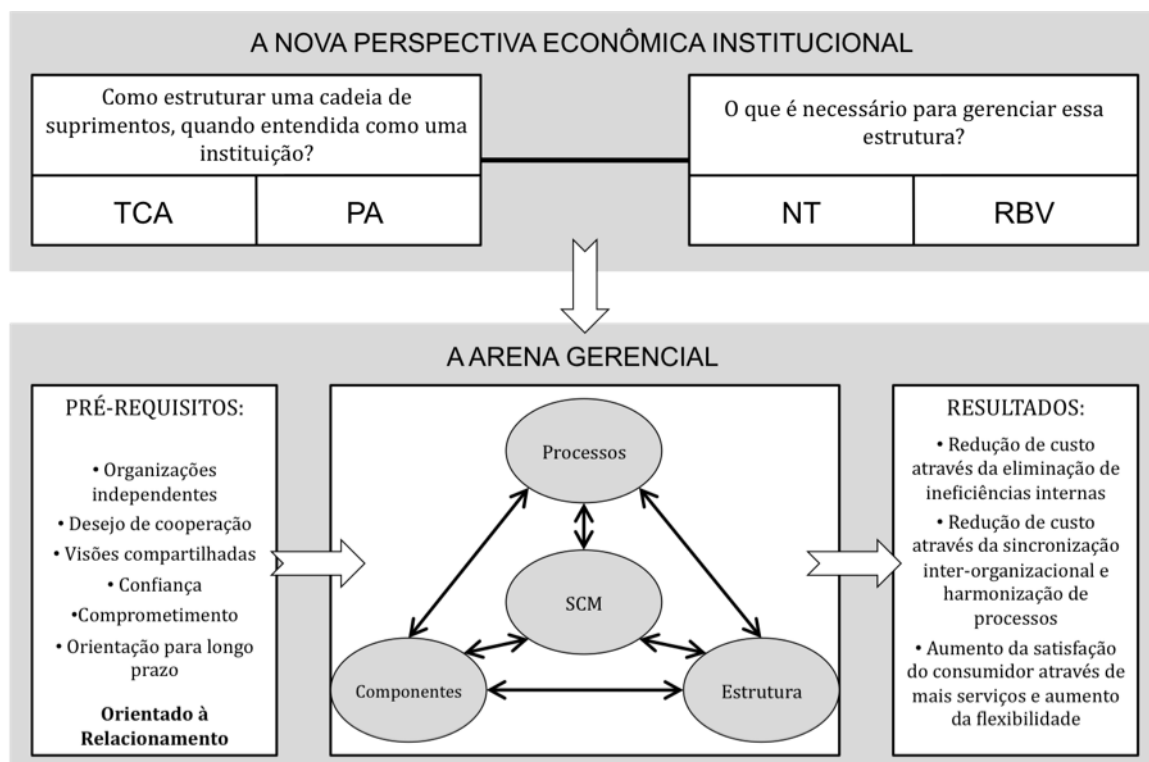 A NOVA PERSPECTIVA ECONÔMICA INSTITUCIONAL
Como estruturar uma cadeia de
suprimentos, quando entendida como uma
instituição?
TCA
PA
O que é necessário para gerenciar essa
estrutura?
NT
RBV
A ARENA GERENCIAL
PRÉ-REQUISITOS:
• Organizações
independentes
• Desejo de cooperação
• Visões compartilhadas
• Confiança
•Comprometimento
• Orientação para longo
prazo
Orientado à
Relacionamento
Processos
SCM
Componentes
Estrutura
RESULTADOS:
• Redução de custo
através da eliminação de
ineficiências internas
• Redução de custo
através da sincronização
inter-organizacional e
harmonização de
processos
• Aumento da satisfação
do consumidor através de
mais serviços e aumento
da flexibilidade